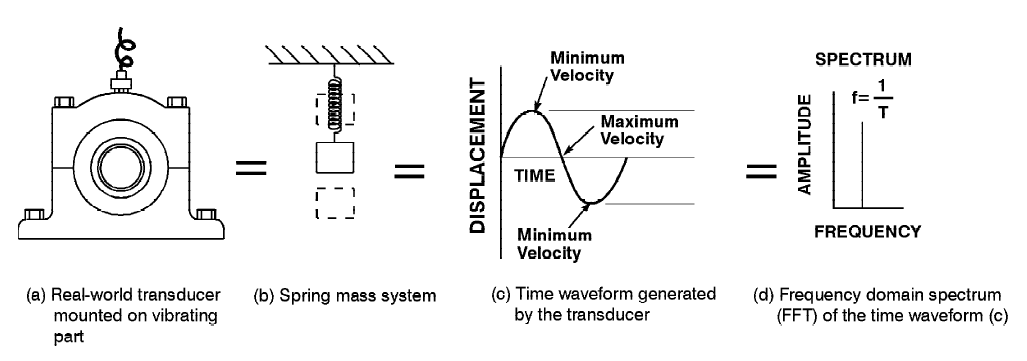 Minimum
Velocity
Maximum
Velocity
DISPLACEMENT
TIME
Minimum
Velocity
SPECTRUM
f= 1
T
AMPLITUDE
FREQUENCY
(a) Real-world transducer
mounted on vibrating
part
(b) Spring mass system
(c) Time waveform generated
by the transducer
(d) Frequency domain spectrum
(FFT) of the time waveform (c)